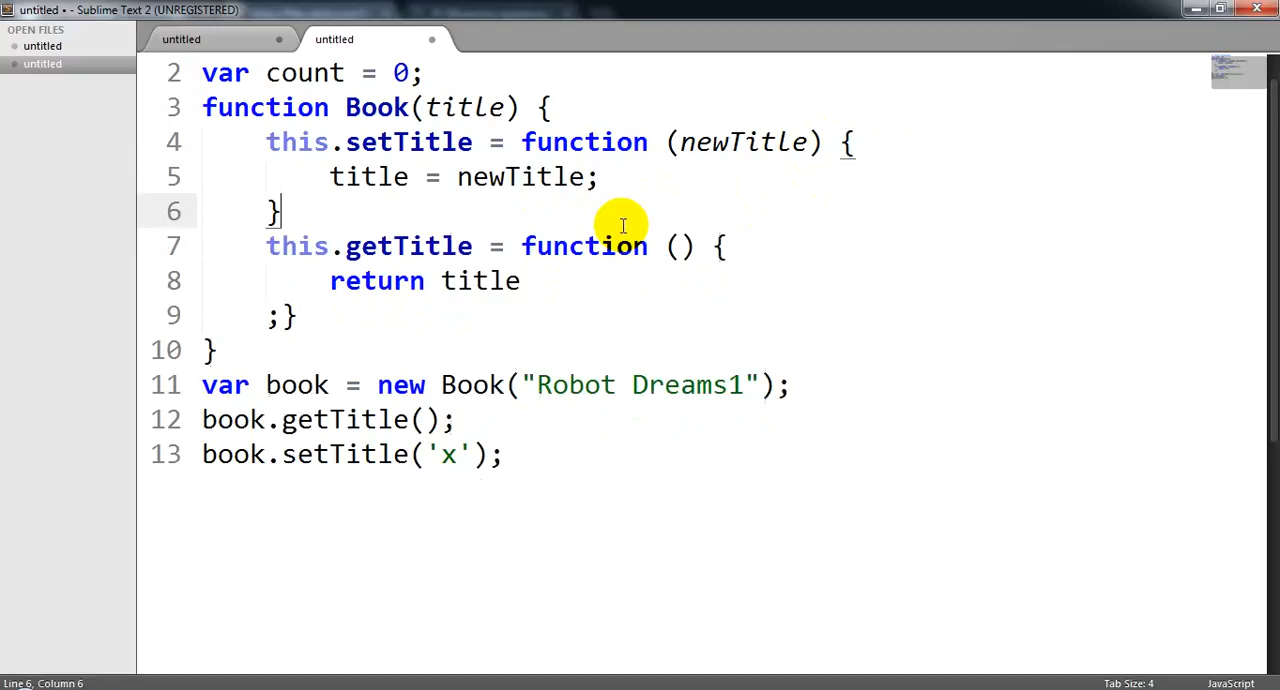 untitled • - Sublime Text 2 (UNREGISTERED)
OPEN FILES
untitled
untitled
untitled
untitled
2 var count = 0;
3 function Book(title) {
4 this.setTitle = function (newTitle) {
5 title = newTitle;
6 }
7 this.getTitle = function () {
8 return title
9 ;}
10 }
11 var book = new Book("Robot Dreams1");
12 book.getTitle();
13 book.setTitle('x');
Line 6, Column 6
Tab Size: 4
JavaScript